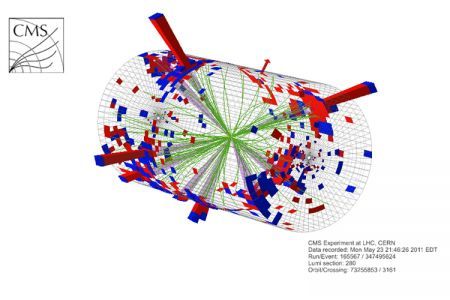 CMS
CMS Experiment at LHC, CERN
Data recorded: Mon May 23 21:46:26 2011 EDT
Run/Event: 165567 / 347495624
Lumi section: 280
Orbit/Crossing: 73255853 / 3161